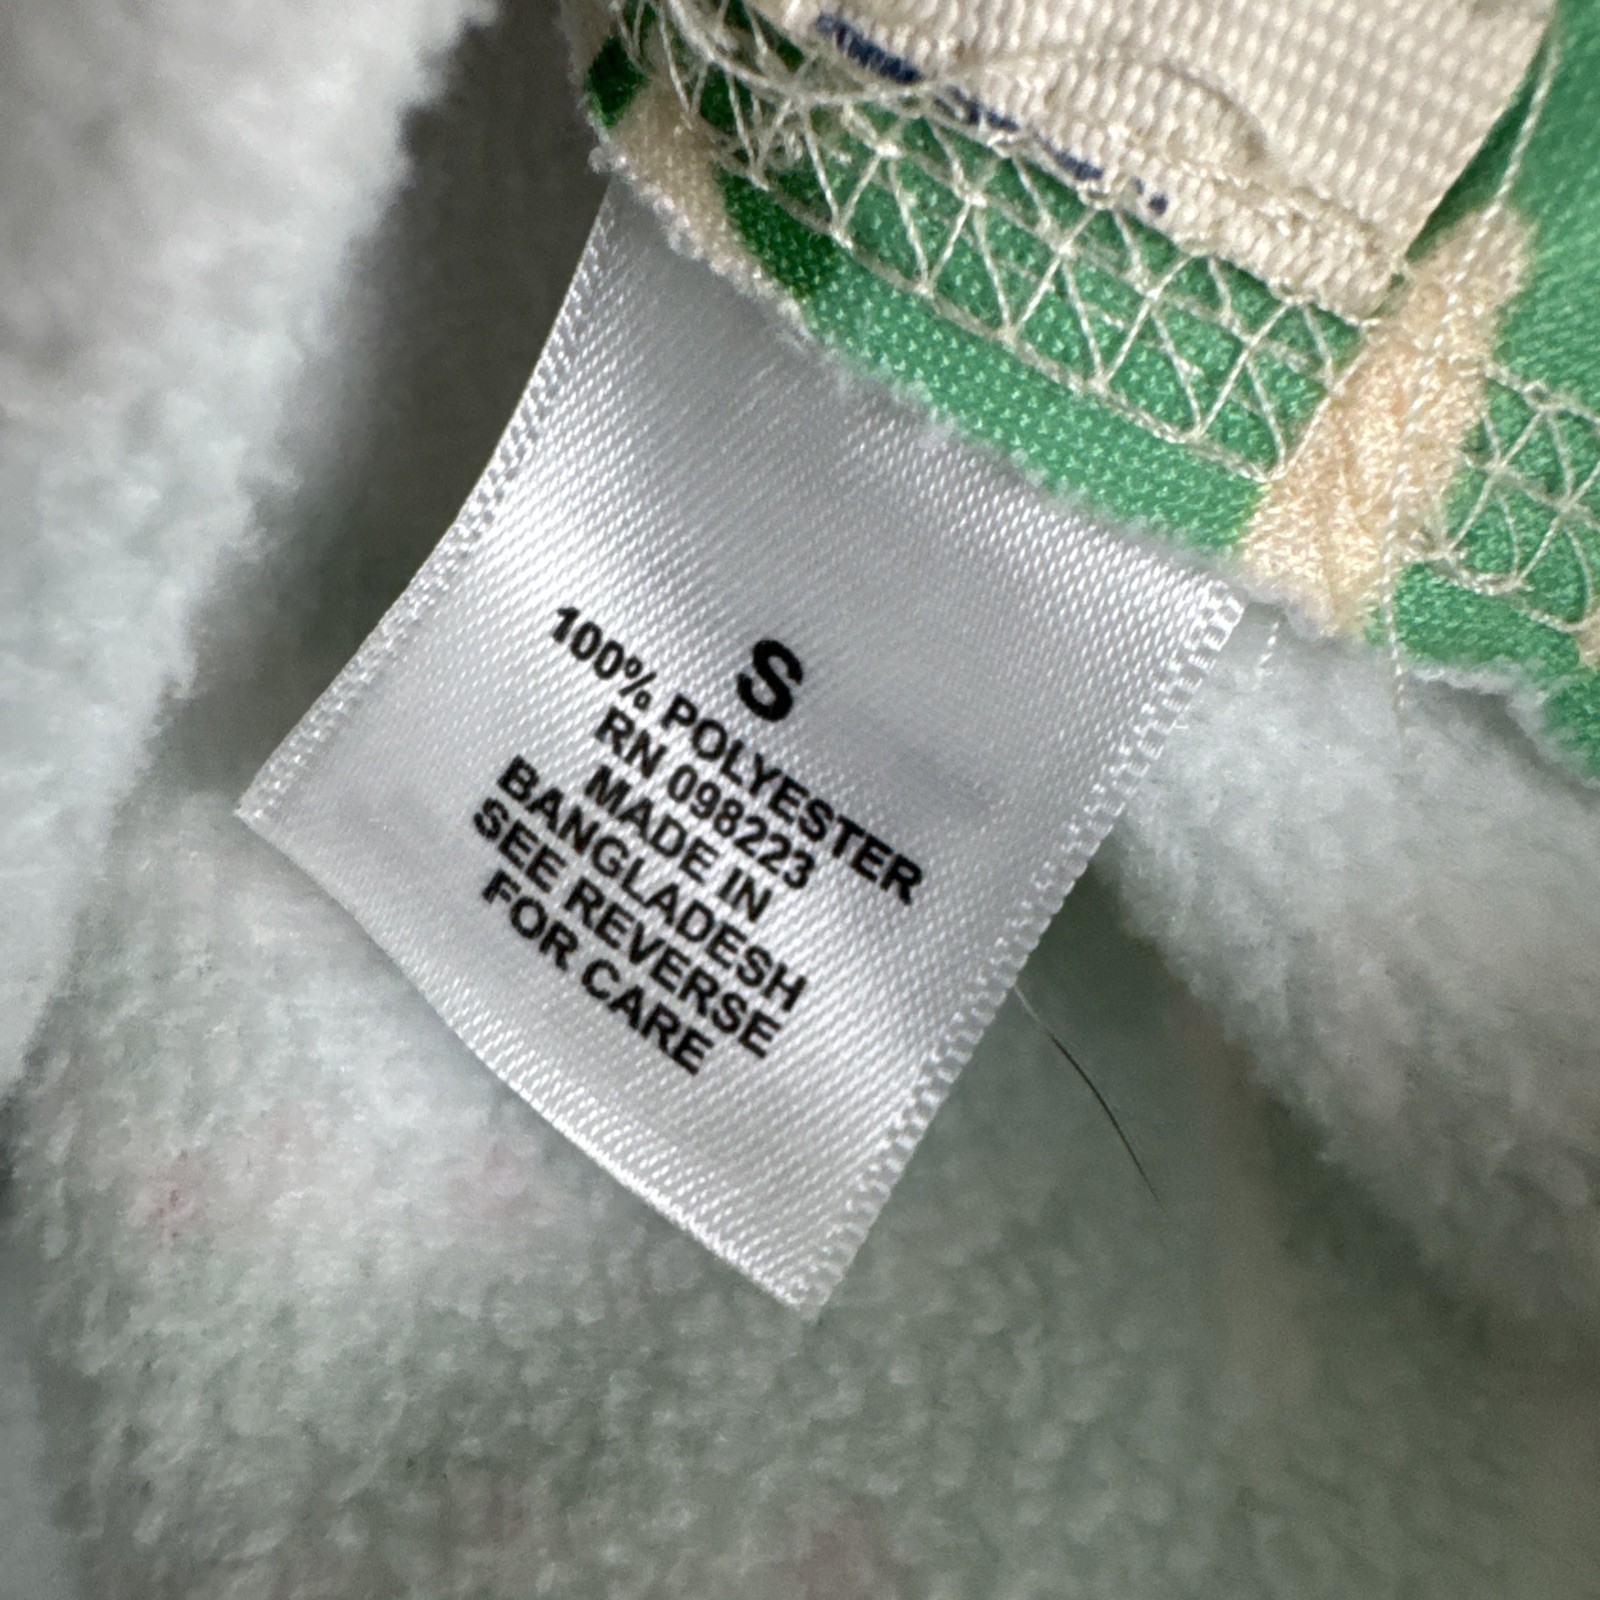 S
100% POLYESTER
RN 098223
MADE IN
BANGLADESH
SEE REVERSE
FOR CARE